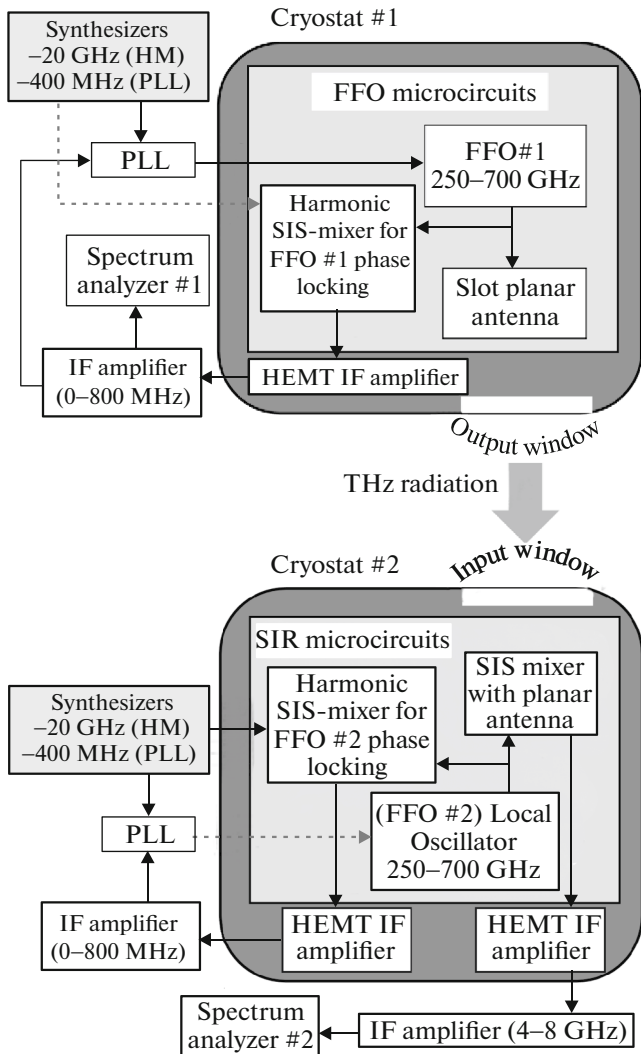 Cryostat #1
Synthesizers
–20 GHz (HM)
–400 MHz (PLL)
FFO microcircuits
PLL
FFO#1
250–700 GHz
Harmonic
SIS-mixer for
FFO #1 phase
locking
Spectrum
analyzer #1
Slot planar
antenna
IF amplifier
(0–800 MHz)
HEMT IF amplifier
Output window
THz radiation
Input window
Cryostat #2
SIR microcircuits
Synthesizers
–20 GHz (HM)
–400 MHz (PLL)
Harmonic
SIS-mixer for
FFO #2 phase
locking
SIS mixer
with planar
antenna
PLL
(FFO #2) Local
Oscillator
250–700 GHz
IF amplifier
(0–800 MHz)
HEMT IF
amplifier
HEMT IF
amplifier
Spectrum
analyzer #2
IF amplifier (4–8 GHz)